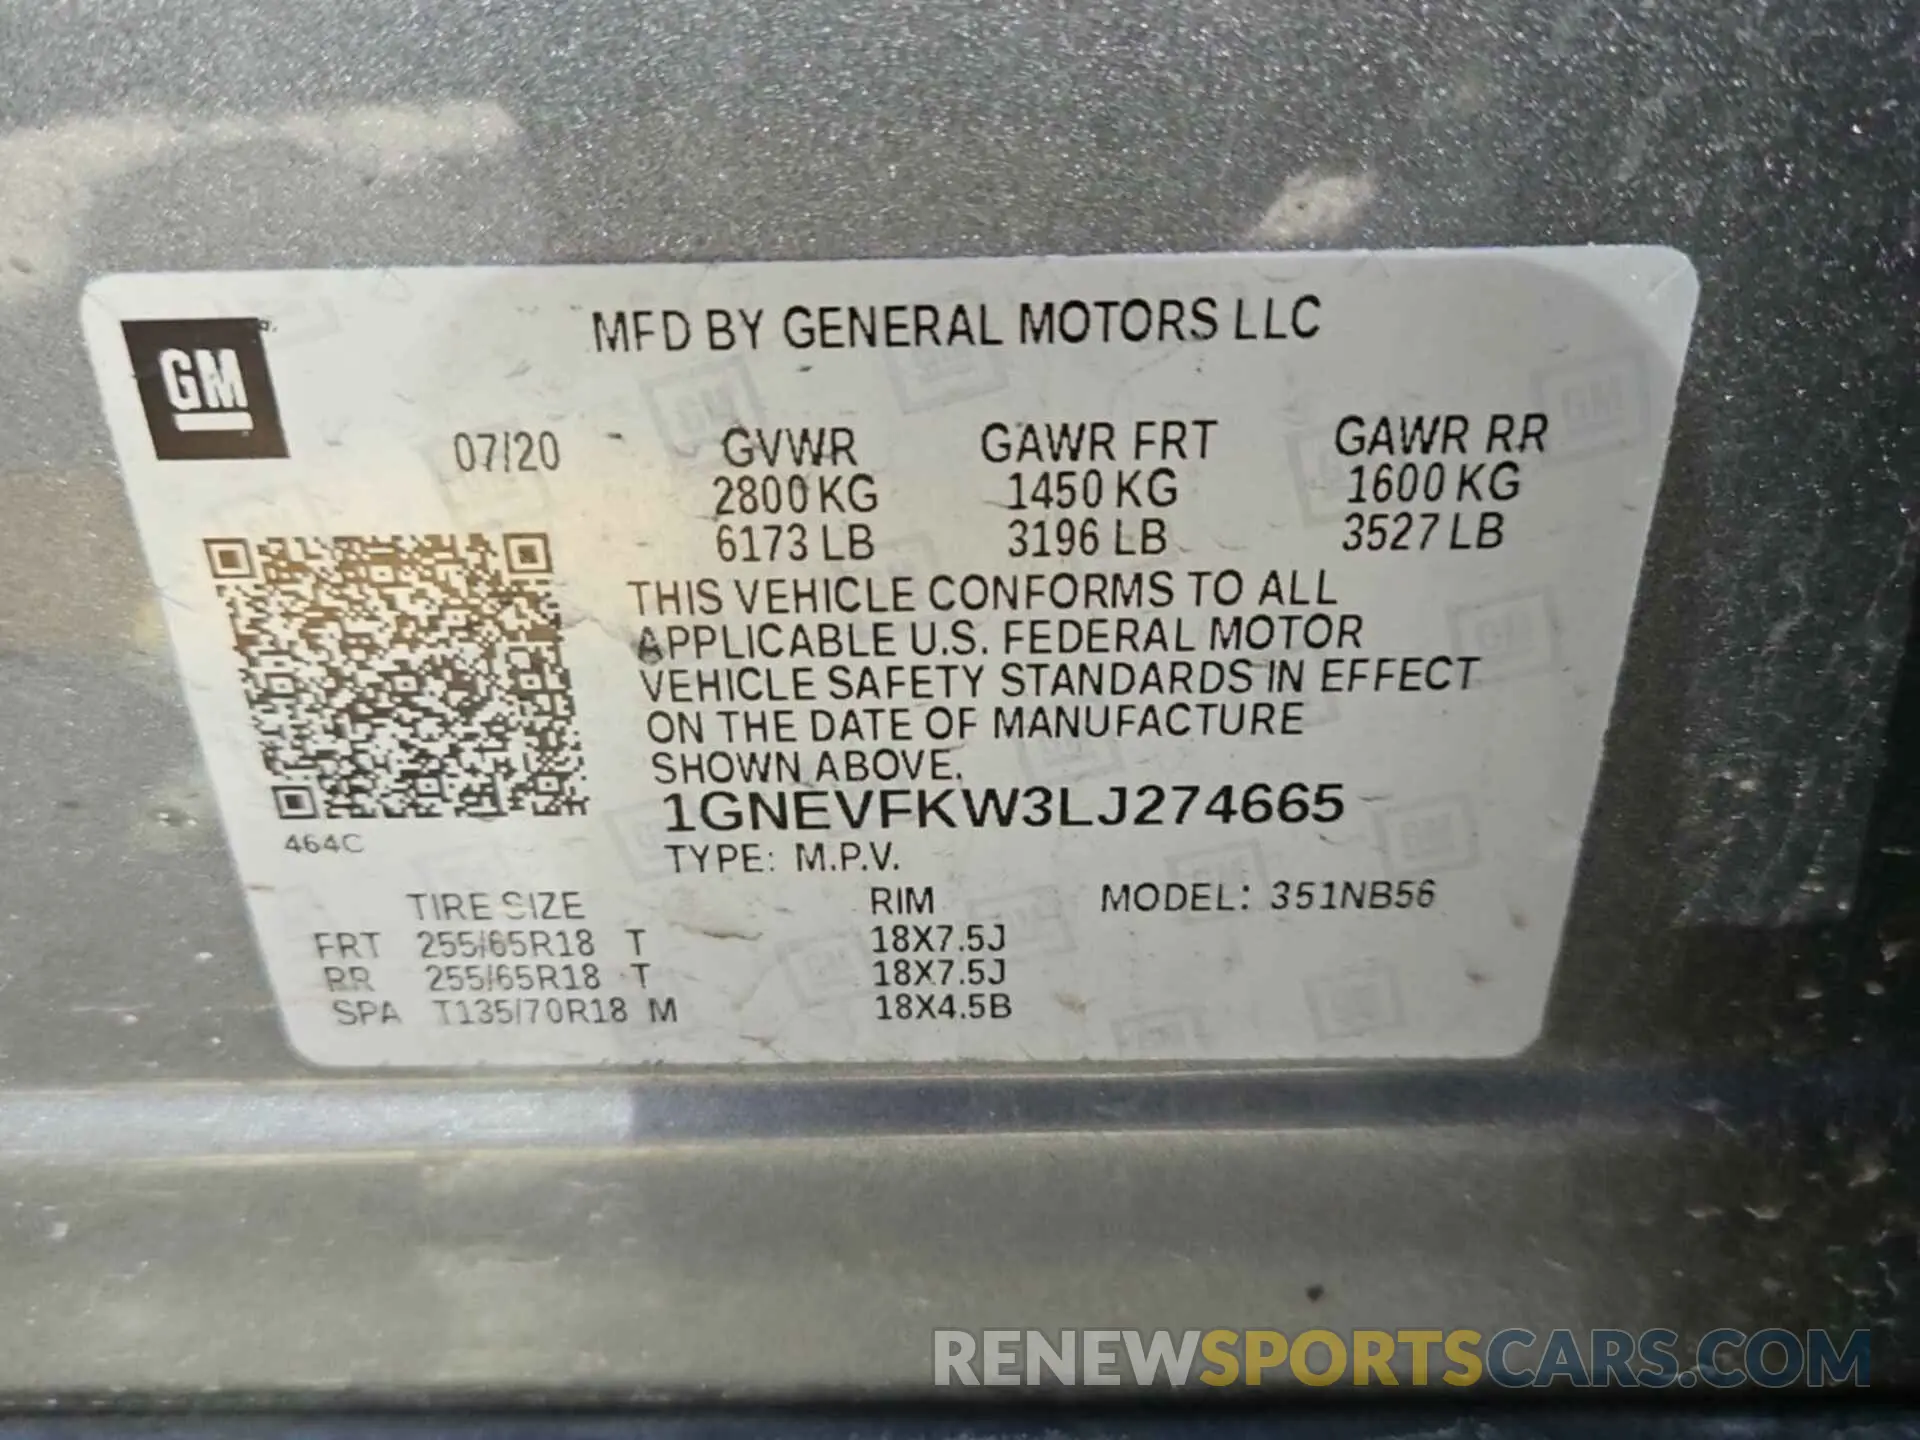 MFD BY GENERAL MOTORS LLC
GM
07/20 GVWR GAWR FRT GAWR RR
2800 KG 1450 KG 1600 KG
6173 LB 3196 LB 3527 LB
THIS VEHICLE CONFORMS TO ALL
APPLICABLE U.S. FEDERAL MOTOR
VEHICLE SAFETY STANDARDS IN EFFECT
ON THE DATE OF MANUFACTURE
SHOWN ABOVE.
1GNEVFKW3LJ274665
464C
TYPE: M.P.V.
TIRE SIZE RIM MODEL: 351NB56
FRT 255/65R18 T 18X7.5J
RR 255/65R18 T 18X7.5J
SPA T135/70R18 M 18X4.5B
RENEWSPORTSCARS.COM